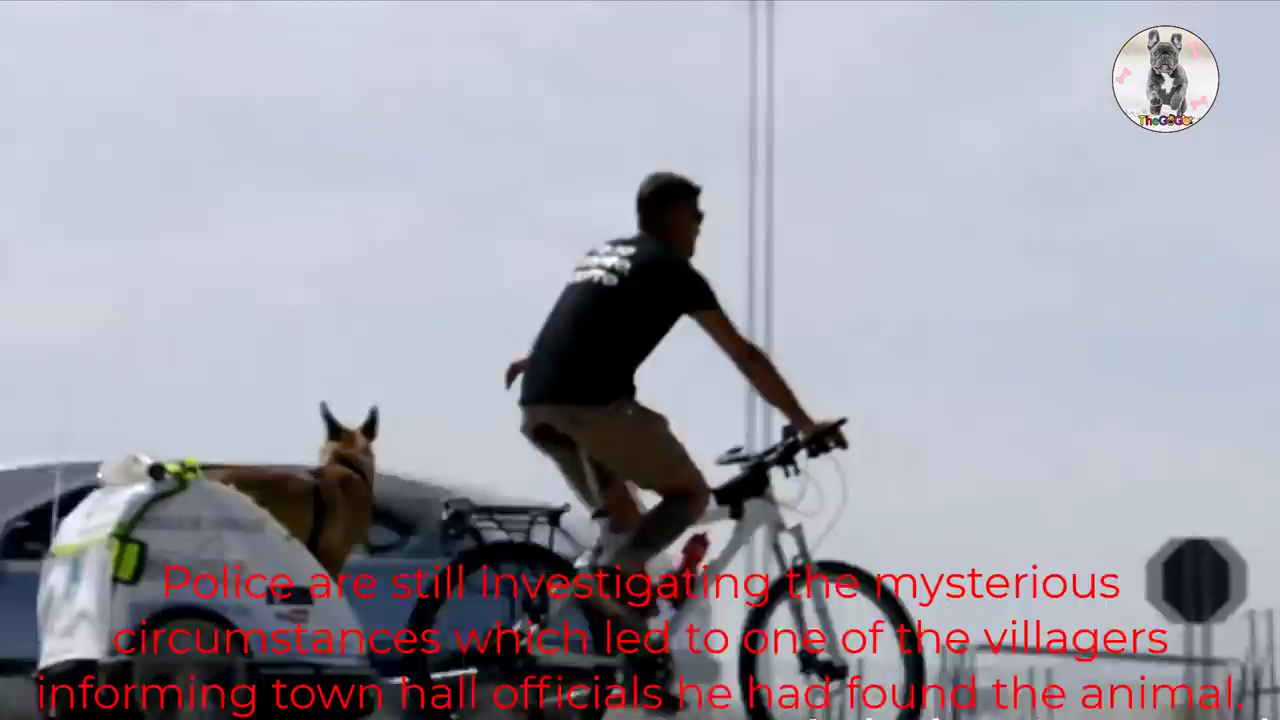 TheGoGo
Police are still investigating the mysterious
circumstances which led to one of the villagers
informing town hall officials he had found the animal.